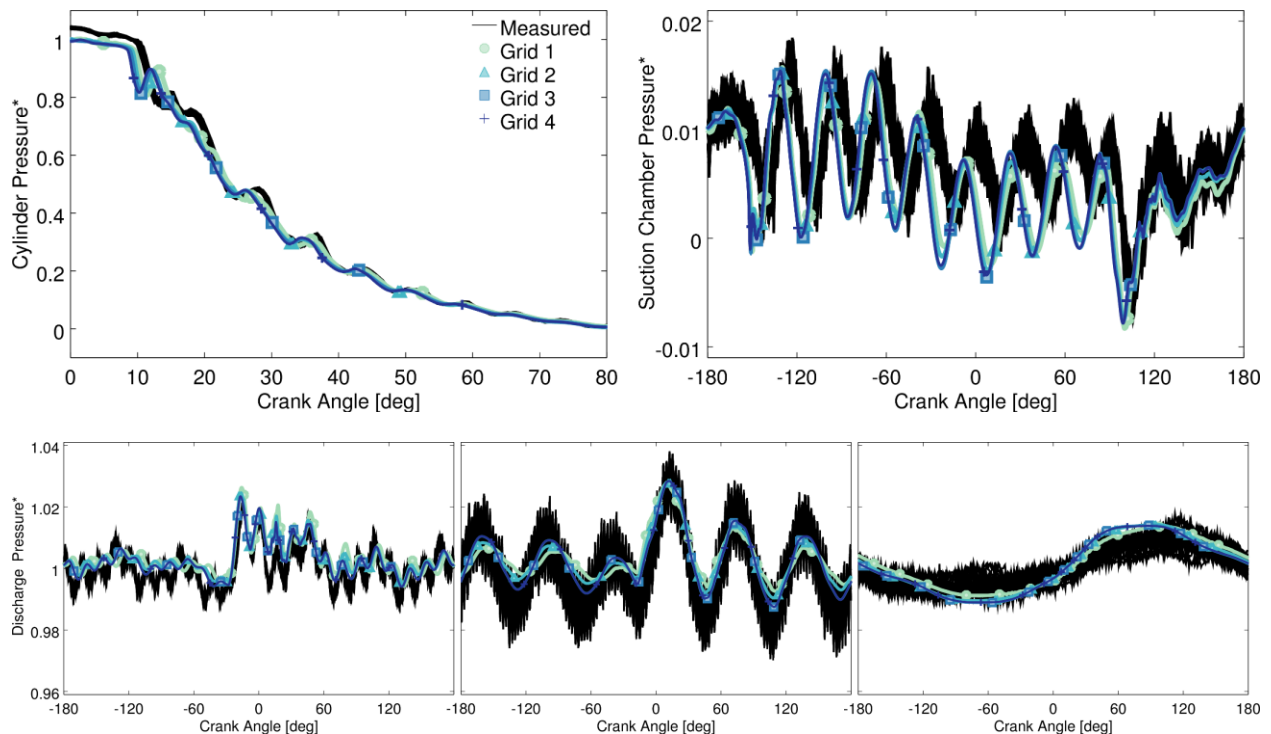 Measured
Grid 1
Grid 2
Grid 3
Grid 4
Cylinder Pressure*
1
0.8
0.6
0.4
0.2
0
0 10 20 30 40 50 60 70 80
Crank Angle [deg]
Suction Chamber Pressure*
0.02
0.01
0
-0.01
-180 -120 -60 0 60 120 180
Crank Angle [deg]
Discharge Pressure*
1.04
1.02
1
0.98
0.96
-180 -120 -60 0 60 120
Crank Angle [deg]
-180 -120 -60 0 60 120
Crank Angle [deg]
-180 -120 -60 0 60 120 180
Crank Angle [deg]